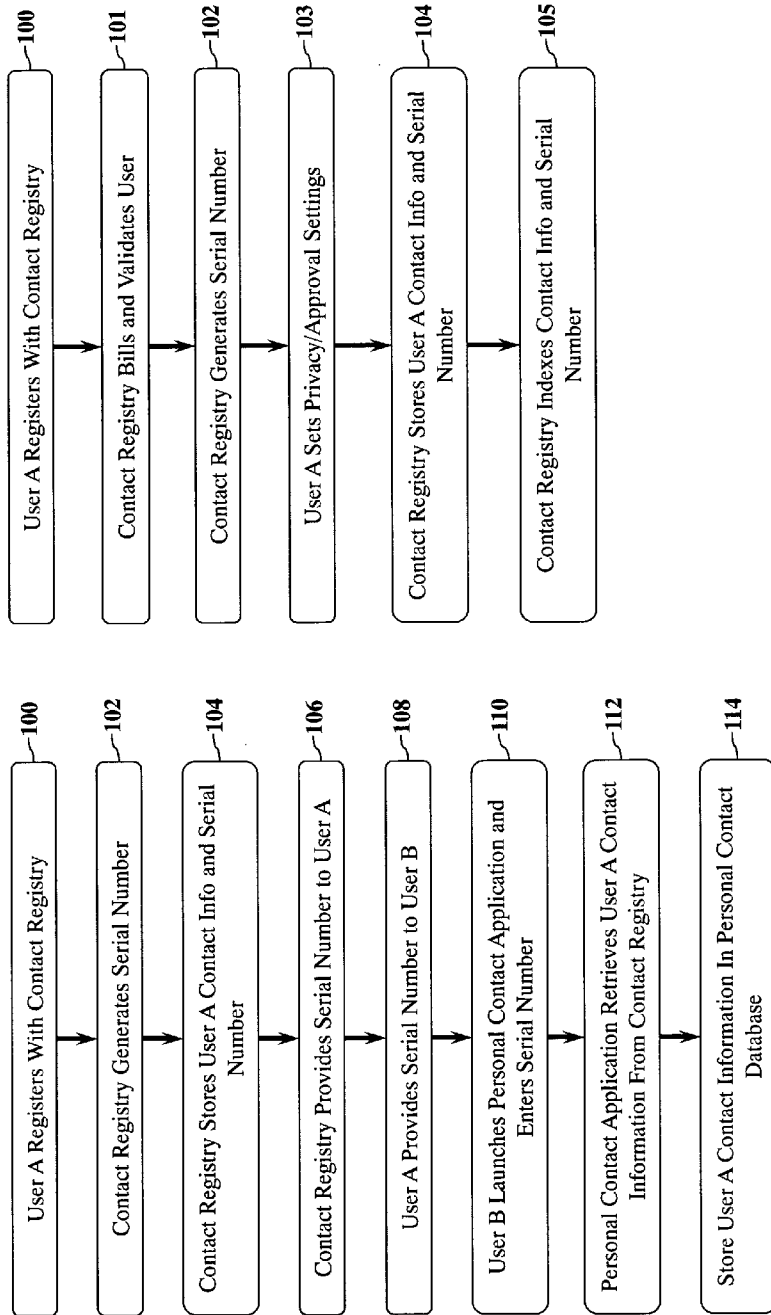 User A Registers With Contact Registry
100
Contact Registry Generates Serial Number
102
Contact Registry Stores User A Contact Info and Serial
Number
104
Contact Registry Provides Serial Number to User A
106
User A Provides Serial Number to User B
108
User B Launches Personal Contact Application and
Enters Serial Number
110
Personal Contact Application Retrieves User A Contact
Information From Contact Registry
112
Store User A Contact Information In Personal Contact
Database
114
User A Registers With Contact Registry
100
Contact Registry Bills and Validates User
101
Contact Registry Generates Serial Number
102
User A Sets Privacy/Approval Settings
103
Contact Registry Stores User A Contact Info and Serial
Number
104
Contact Registry Indexes Contact Info and Serial
Number
105